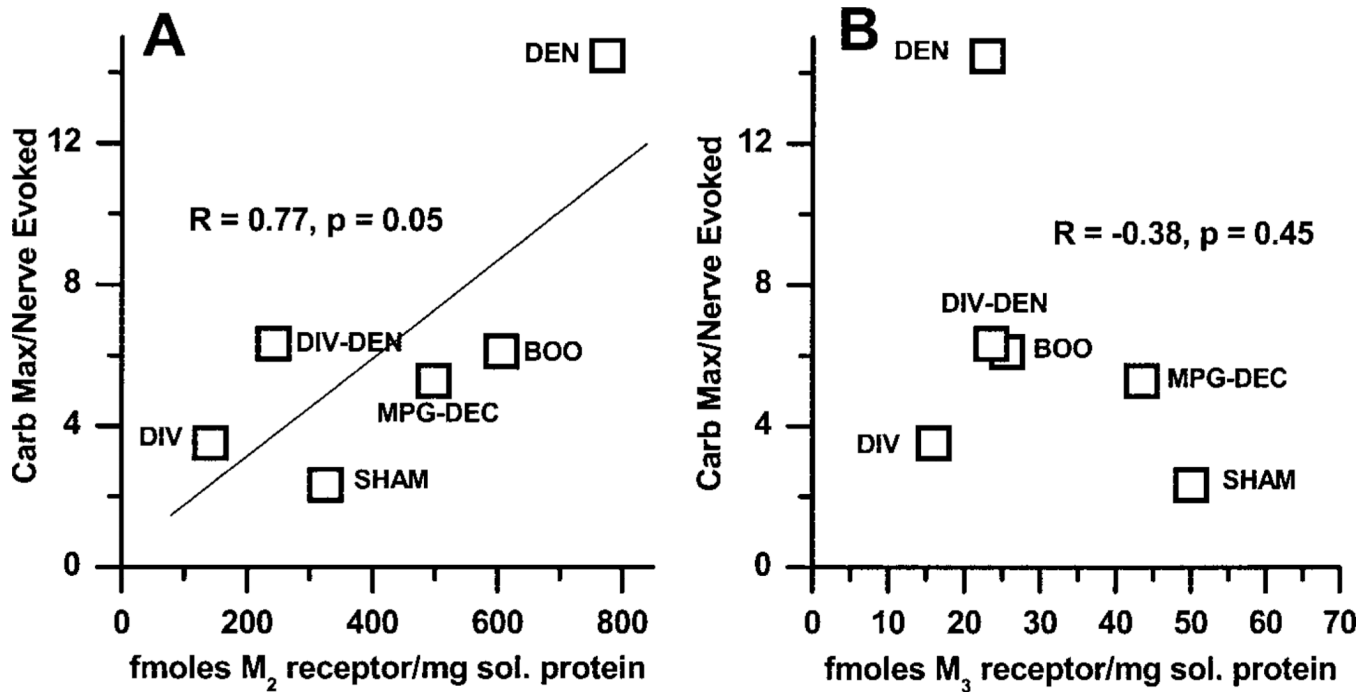 A
Carb Max/Nerve Evoked
12
8
4
0
DEN
R = 0.77, p = 0.05
DIV-DEN
BOO
MPG-DEC
DIV
SHAM
0 200 400 600 800
fmoles M₂ receptor/mg sol. protein
B
Carb Max/Nerve Evoked
12
8
4
0
DEN
R = -0.38, p = 0.45
DIV-DEN
BOO
MPG-DEC
DIV
SHAM
0 10 20 30 40 50 60 70
fmoles M₃ receptor/mg sol. protein